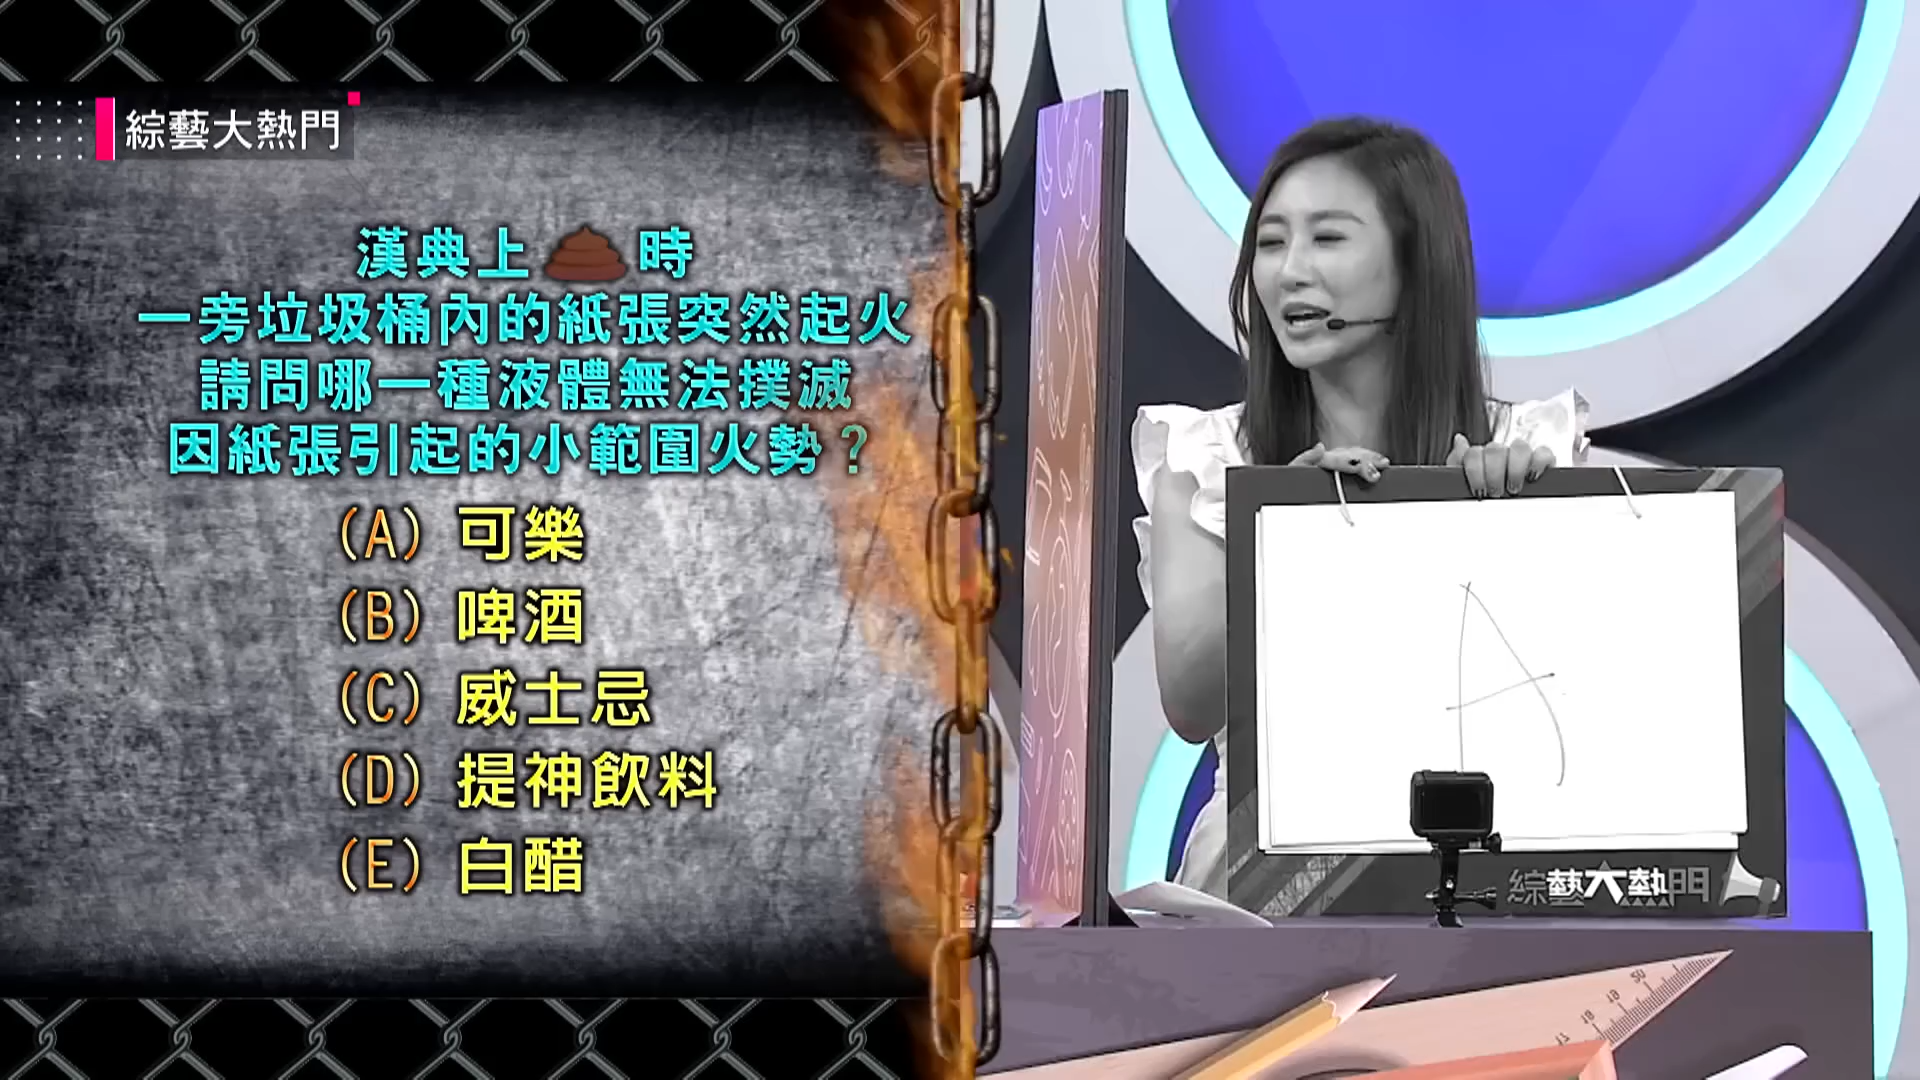 綜藝大熱門
漢典上💩時
一旁垃圾桶內的紙張突然起火
請問哪一種液體無法撲滅
因紙張引起的小範圍火勢？
(A) 可樂
(B) 啤酒
(C) 威士忌
(D) 提神飲料
(E) 白醋
A
綜藝大熱門